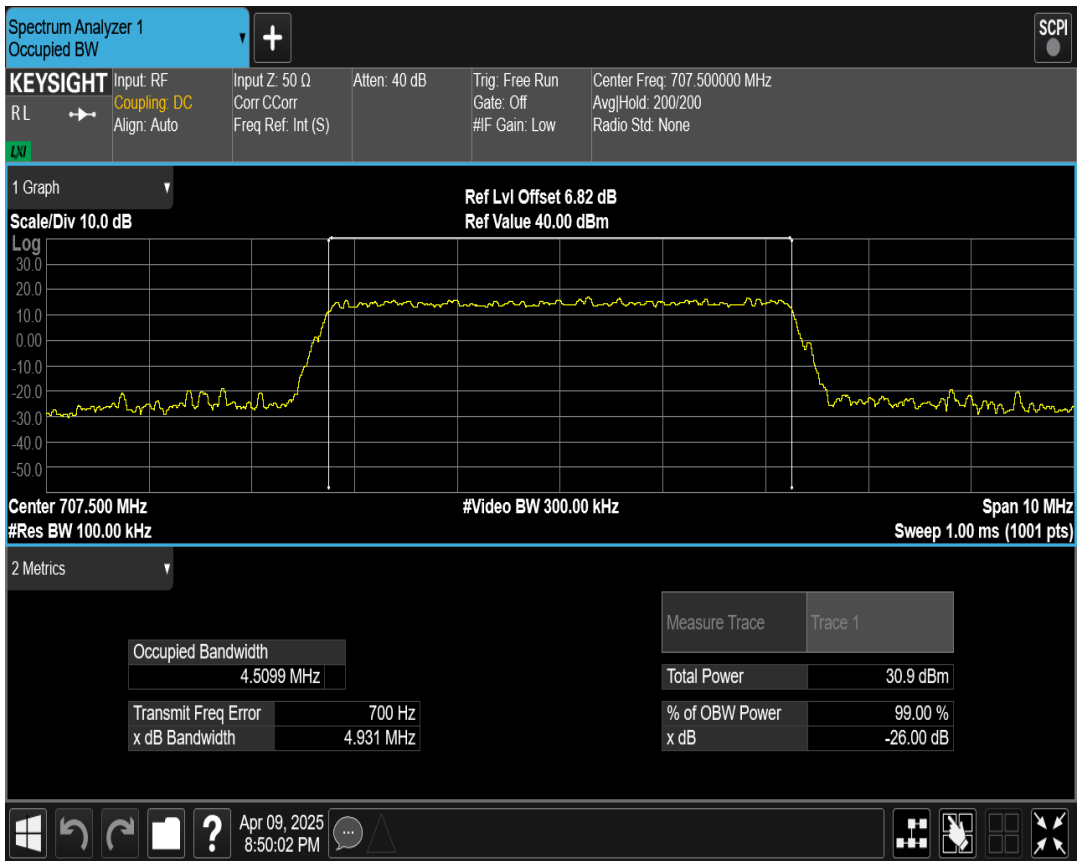 Spectrum Analyzer 1
Occupied BW
+
SCPI
KEYSIGHT
RL
LXI
Input: RF
Coupling: DC
Align: Auto
Input Z: 50 Ω
Corr CCorr
Freq Ref: Int (S)
Atten: 40 dB
Trig: Free Run
Gate: Off
#IF Gain: Low
Center Freq: 707.500000 MHz
Avg|Hold: 200/200
Radio Std: None
1 Graph
Ref Lvl Offset 6.82 dB
Scale/Div 10.0 dB
Ref Value 40.00 dBm
Log
30.0
20.0
10.0
0.00
-10.0
-20.0
-30.0
-40.0
-50.0
Center 707.500 MHz
#Video BW 300.00 kHz
Span 10 MHz
#Res BW 100.00 kHz
Sweep 1.00 ms (1001 pts)
2 Metrics
Measure Trace Trace 1
Occupied Bandwidth
4.5099 MHz
Total Power 30.9 dBm
Transmit Freq Error 700 Hz
% of OBW Power 99.00 %
x dB Bandwidth 4.931 MHz
x dB -26.00 dB
?
Apr 09, 2025
8:50:02 PM